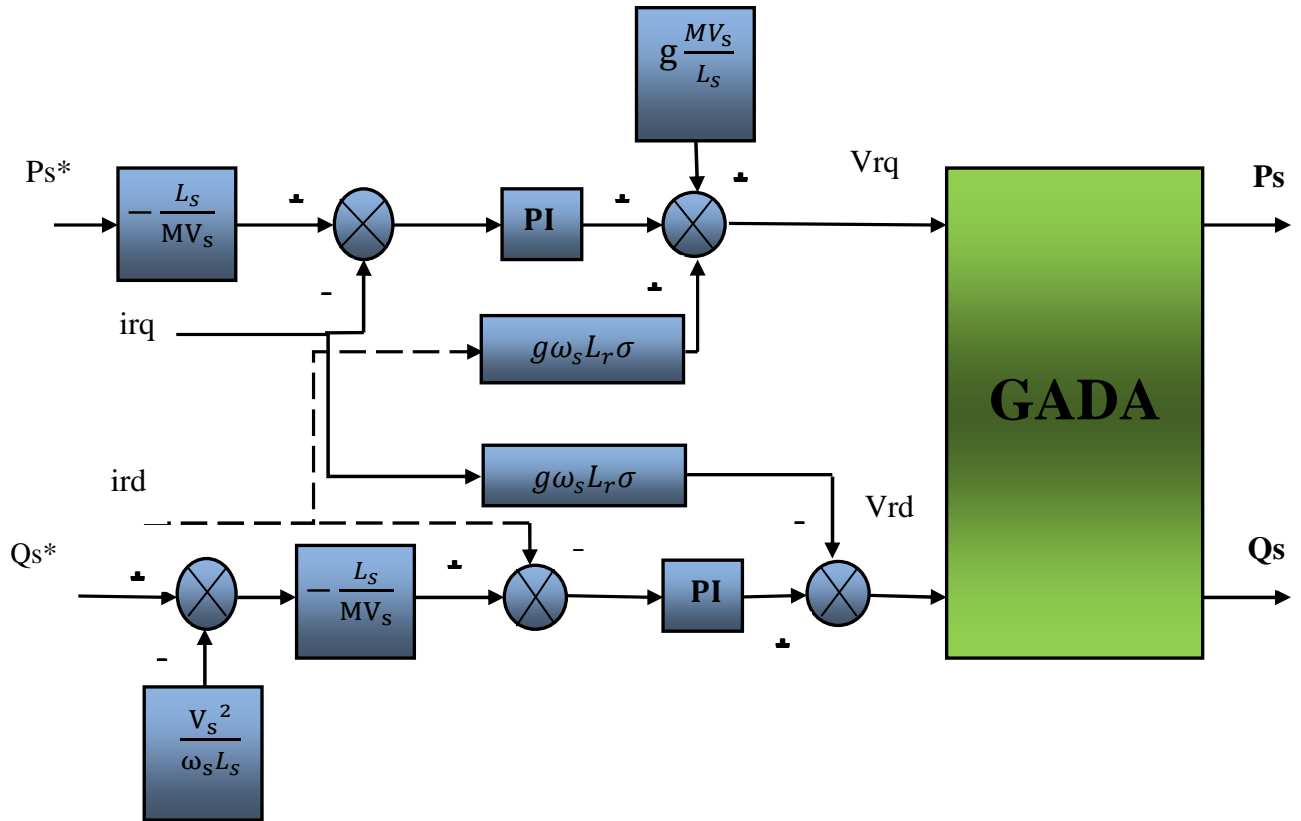 g MVₛ/Lₛ
Ps*
− Lₛ/MVₛ
+
PI
+
+
Vrq
Ps
-
+
irq
gωₛLᵣσ
GADA
gωₛLᵣσ
ird
-
Vrd
Qs*
+
− Lₛ/MVₛ
+
-
PI
+
Qs
-
Vₛ²/ωₛLₛ